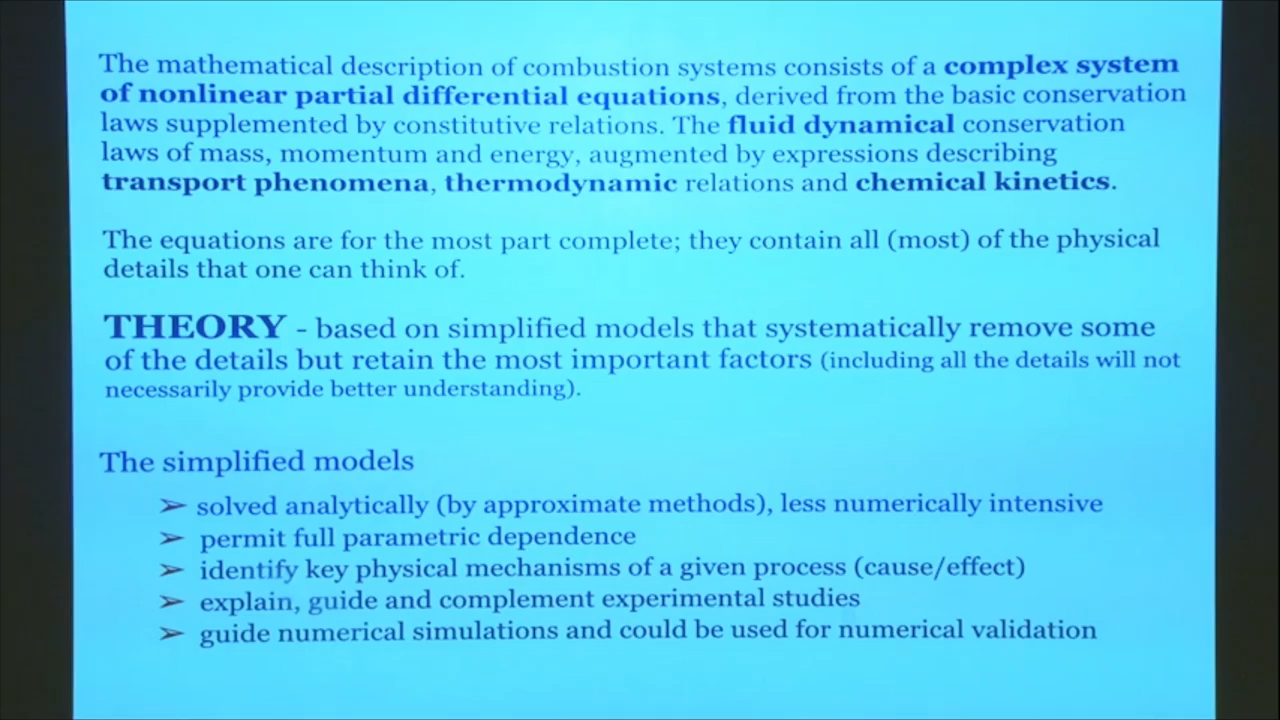 The mathematical description of combustion systems consists of a complex system
of nonlinear partial differential equations, derived from the basic conservation
laws supplemented by constitutive relations. The fluid dynamical conservation
laws of mass, momentum and energy, augmented by expressions describing
transport phenomena, thermodynamic relations and chemical kinetics.
The equations are for the most part complete; they contain all (most) of the physical
details that one can think of.
THEORY - based on simplified models that systematically remove some
of the details but retain the most important factors (including all the details will not
necessarily provide better understanding).
The simplified models
➢ solved analytically (by approximate methods), less numerically intensive
➢ permit full parametric dependence
➢ identify key physical mechanisms of a given process (cause/effect)
➢ explain, guide and complement experimental studies
➢ guide numerical simulations and could be used for numerical validation